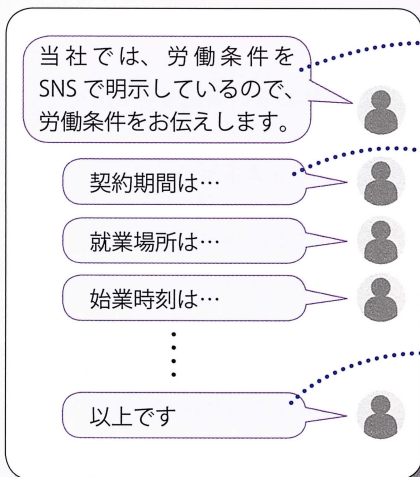 当社では、労働条件を
SNSで明示しているので、
労働条件をお伝えします。
契約期間は…
就業場所は…
始業時刻は…
以上です